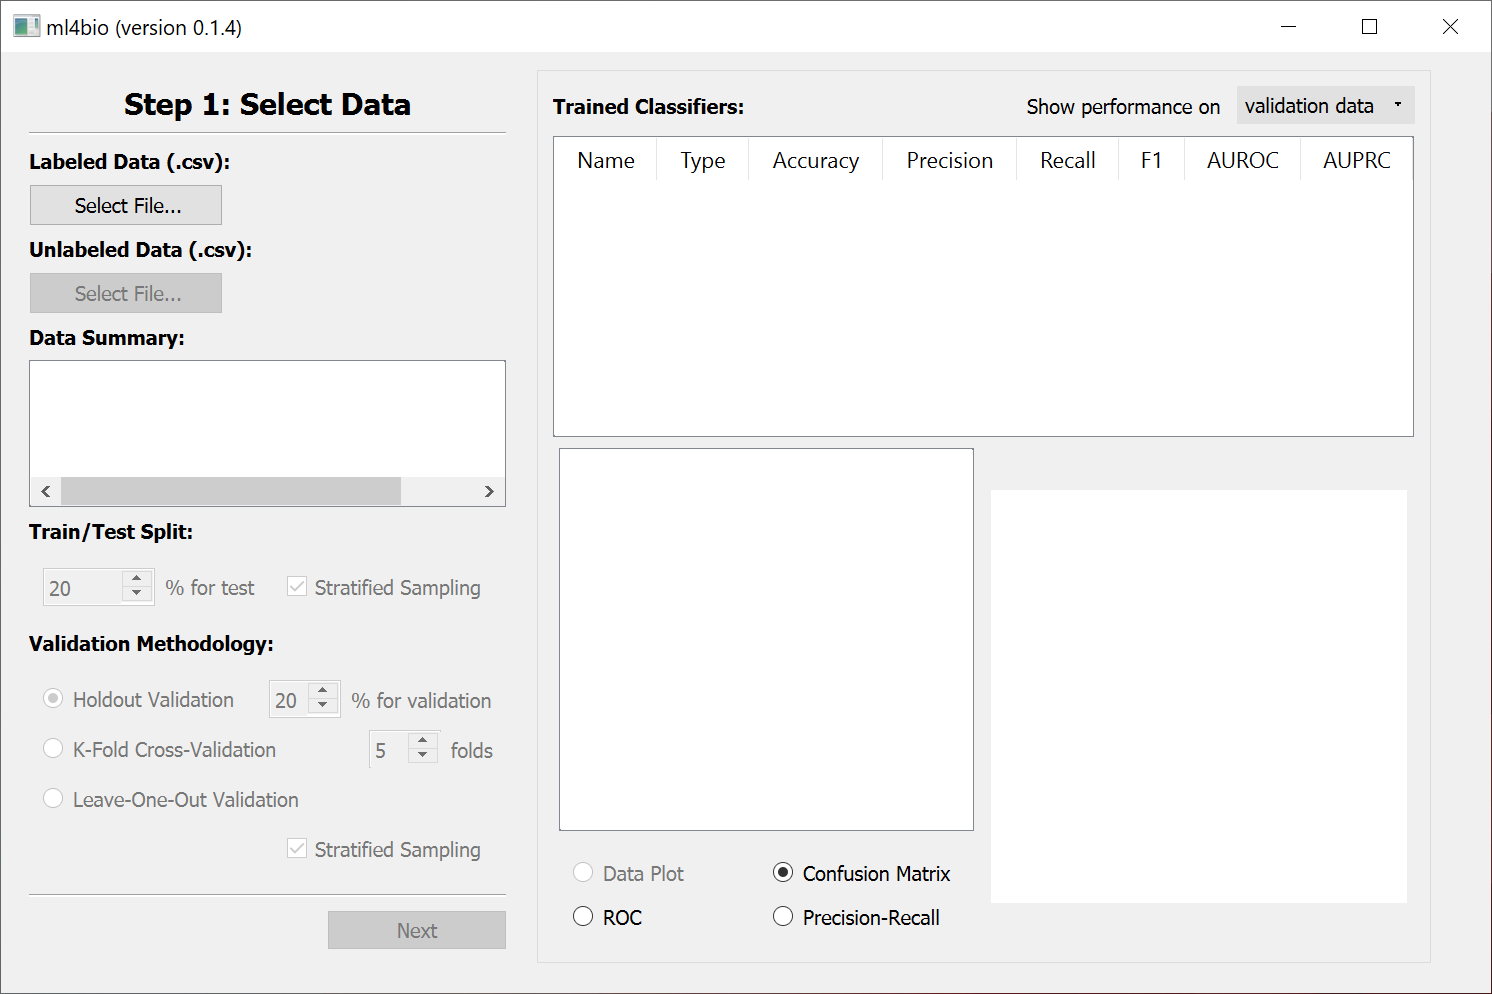 ml4bio (version 0.1.4)
Step 1: Select Data
Labeled Data (.csv):
Select File...
Unlabeled Data (.csv):
Select File...
Data Summary:
Train/Test Split:
20 % for test Stratified Sampling
Validation Methodology:
Holdout Validation 20 % for validation
K-Fold Cross-Validation 5 folds
Leave-One-Out Validation
Stratified Sampling
Next
Trained Classifiers: Show performance on validation data
Name Type Accuracy Precision Recall F1 AUROC AUPRC
Data Plot Confusion Matrix
ROC Precision-Recall